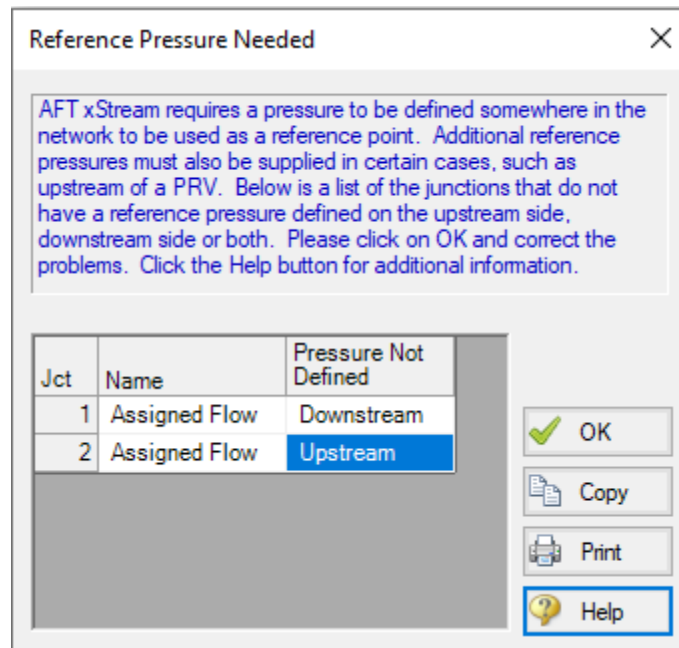 Reference Pressure Needed
AFT xStream requires a pressure to be defined somewhere in the
network to be used as a reference point. Additional reference
pressures must also be supplied in certain cases, such as
upstream of a PRV. Below is a list of the junctions that do not
have a reference pressure defined on the upstream side,
downstream side or both. Please click on OK and correct the
problems. Click the Help button for additional information.
Jct Name Pressure Not
Defined
1 Assigned Flow Downstream
2 Assigned Flow Upstream
OK
Copy
Print
Help